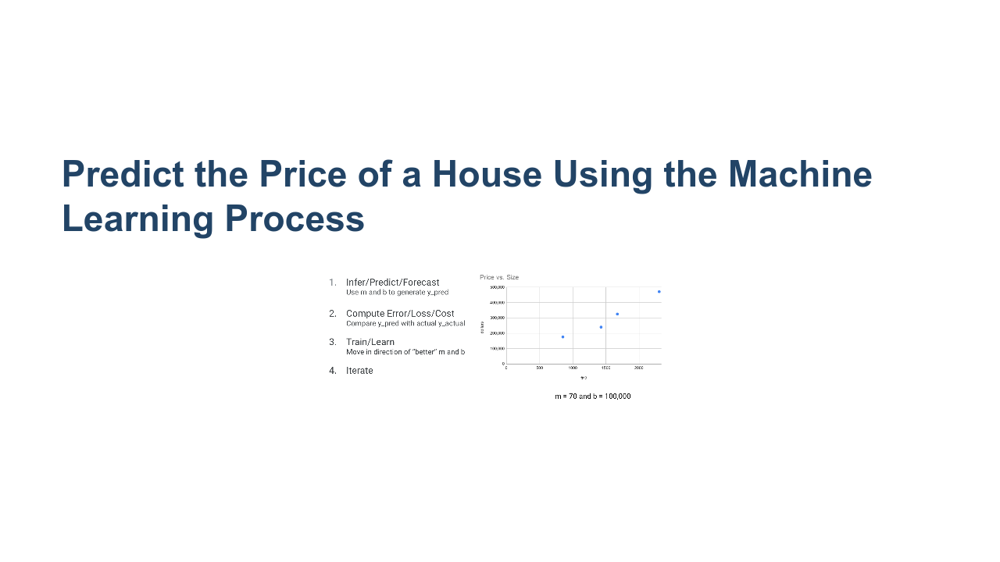 Predict the Price of a House Using the Machine
Learning Process
1. Infer/Predict/Forecast
Use m and b to generate y_pred
2. Compute Error/Loss/Cost
Compare y_pred with actual y_actual
3. Train/Learn
Move in direction of “better” m and b
4. Iterate
Price vs. Size
500,000
400,000
300,000
200,000
100,000
0
dollars
0 500 1000 1500 2000
ft^2
m = 70 and b = 100,000